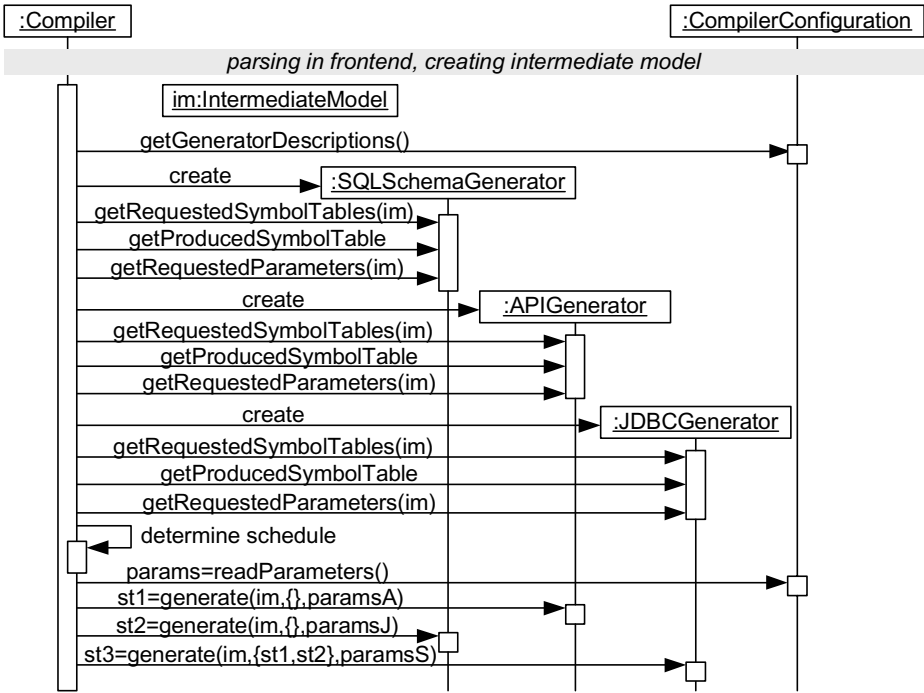 :Compiler
:CompilerConfiguration
parsing in frontend, creating intermediate model
im:IntermediateModel
getGeneratorDescriptions()
create
:SQLSchemaGenerator
getRequestedSymbolTables(im)
getProducedSymbolTable
getRequestedParameters(im)
create
:APIGenerator
getRequestedSymbolTables(im)
getProducedSymbolTable
getRequestedParameters(im)
create
:JDBCGenerator
getRequestedSymbolTables(im)
getProducedSymbolTable
getRequestedParameters(im)
determine schedule
params=readParameters()
st1=generate(im,{},paramsA)
st2=generate(im,{},paramsJ)
st3=generate(im,{st1,st2},paramsS)